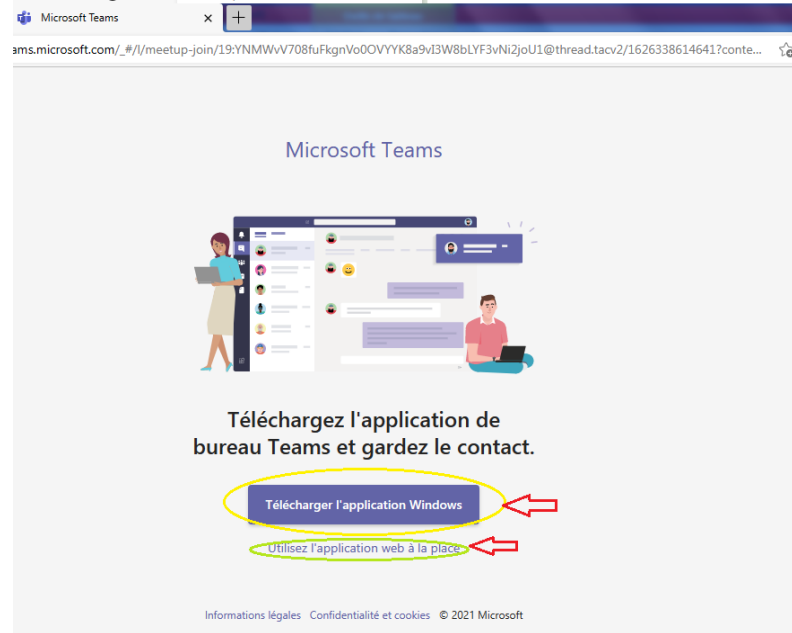 Microsoft Teams
ams.microsoft.com/_#/l/meetup-join/19:YNMWvV708fuFkgnVo0OVYYK8a9vI3W8bLYF3vNi2joU1@thread.tacv2/1626338614641?conte...
Microsoft Teams
Téléchargez l'application de
bureau Teams et gardez le contact.
Télécharger l'application Windows
Utilisez l'application web à la place
Informations légales Confidentialité et cookies © 2021 Microsoft